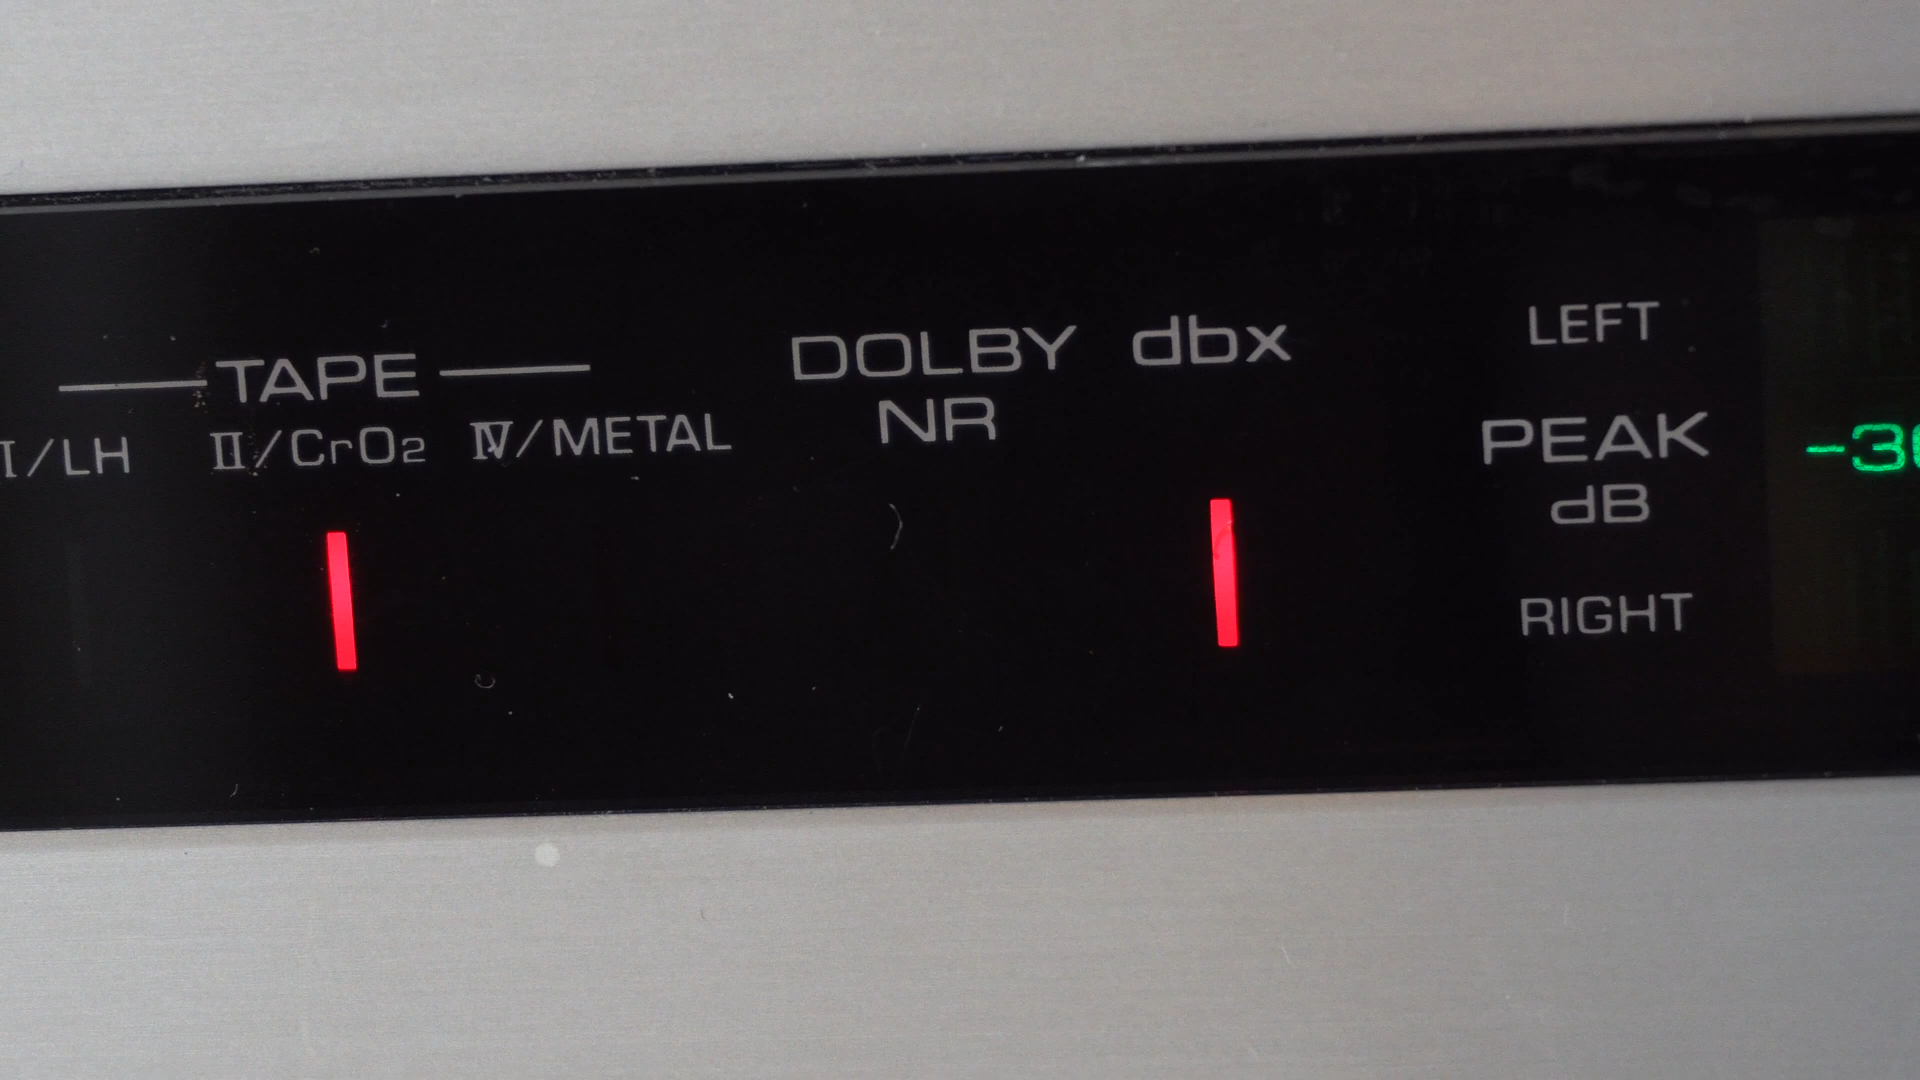 TAPE
I/LH II/CrO2 IV/METAL
DOLBY NR
dbx
LEFT
PEAK
dB
RIGHT